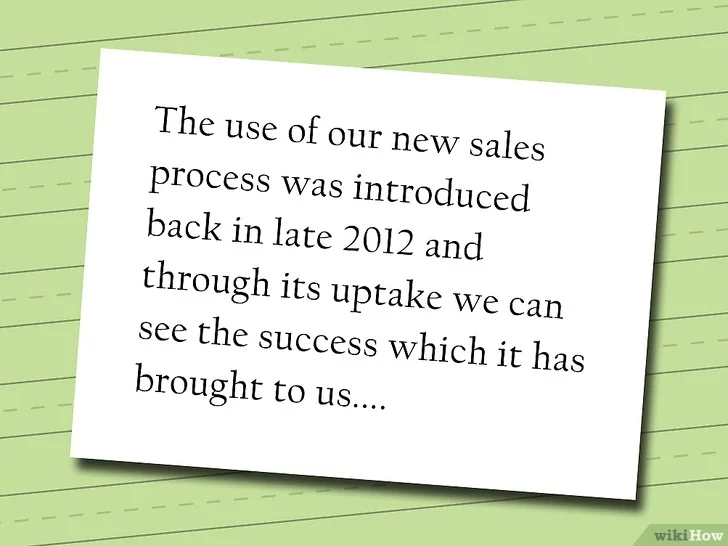 The use of our new sales
process was introduced
back in late 2012 and
through its uptake we can
see the success which it has
brought to us....
wikiHow